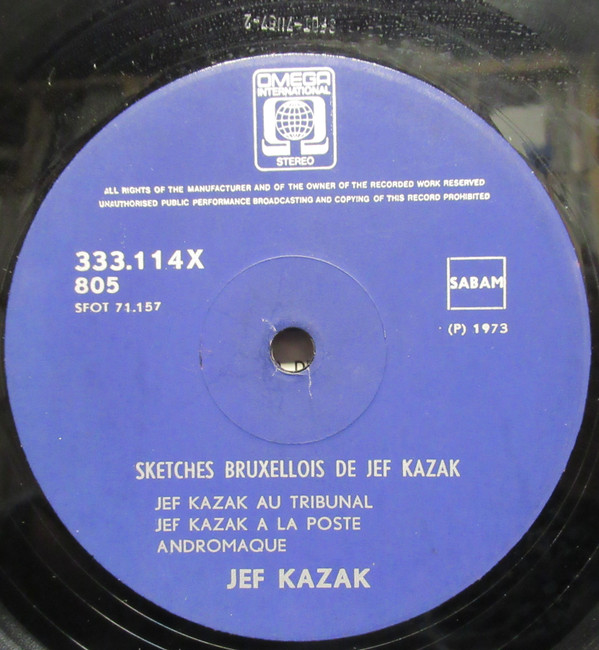 OMEGA
INTERNATIONAL
STEREO
ALL RIGHTS OF THE MANUFACTURER AND OF THE OWNER OF THE RECORDED WORK RESERVED
UNAUTHORISED PUBLIC PERFORMANCE BROADCASTING AND COPYING OF THIS RECORD PROHIBITED
333.114X
805
SFOT 71.157
SABAM
(P) 1973
SKETCHES BRUXELLOIS DE JEF KAZAK
JEF KAZAK AU TRIBUNAL
JEF KAZAK A LA POSTE
ANDROMAQUE
JEF KAZAK